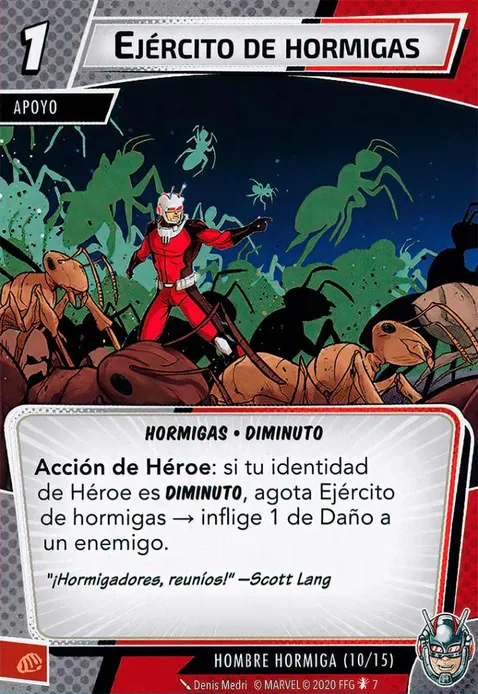 1
EJÉRCITO DE HORMIGAS
APOYO
HORMIGAS • DIMINUTO
Acción de Héroe: si tu identidad
de Héroe es DIMINUTO, agota Ejército
de hormigas → inflige 1 de Daño a
un enemigo.
"¡Hormigadores, reuníos!" —Scott Lang
HOMBRE HORMIGA (10/15)
Denis Medri © MARVEL © 2020 FFG 7